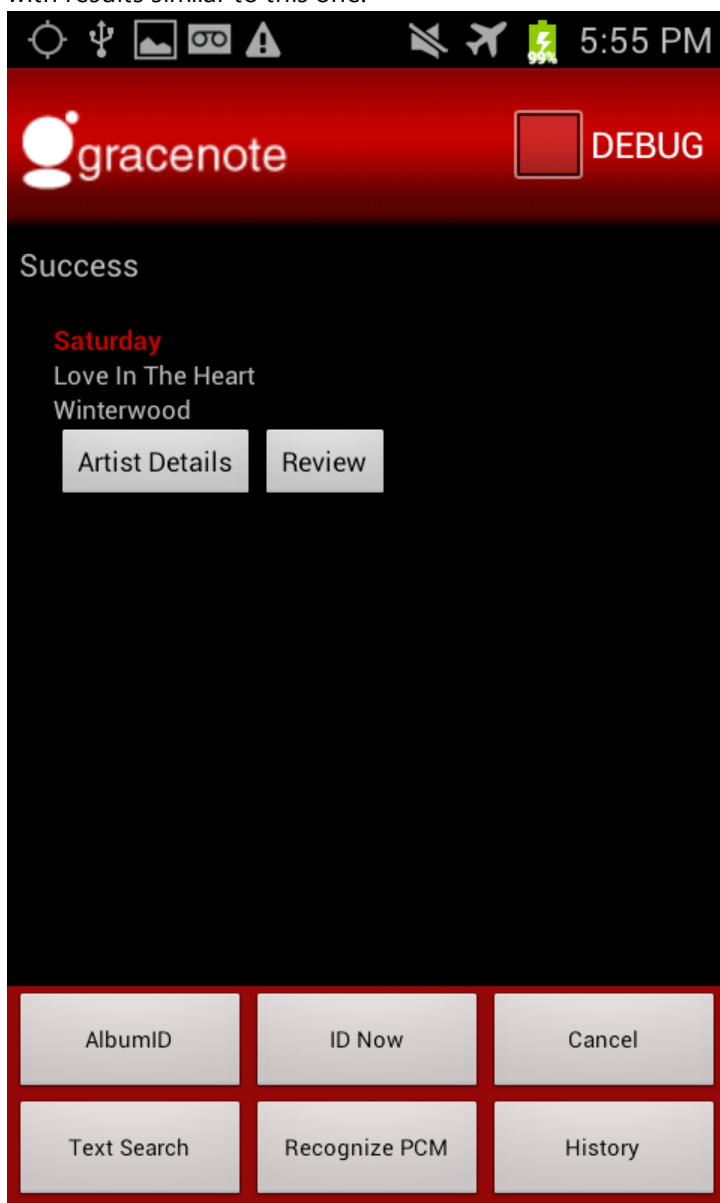 with results similar to this one.
99%
5:55 PM
gracenote
DEBUG
Success
Saturday
Love In The Heart
Winterwood
Artist Details
Review
AlbumID
ID Now
Cancel
Text Search
Recognize PCM
History